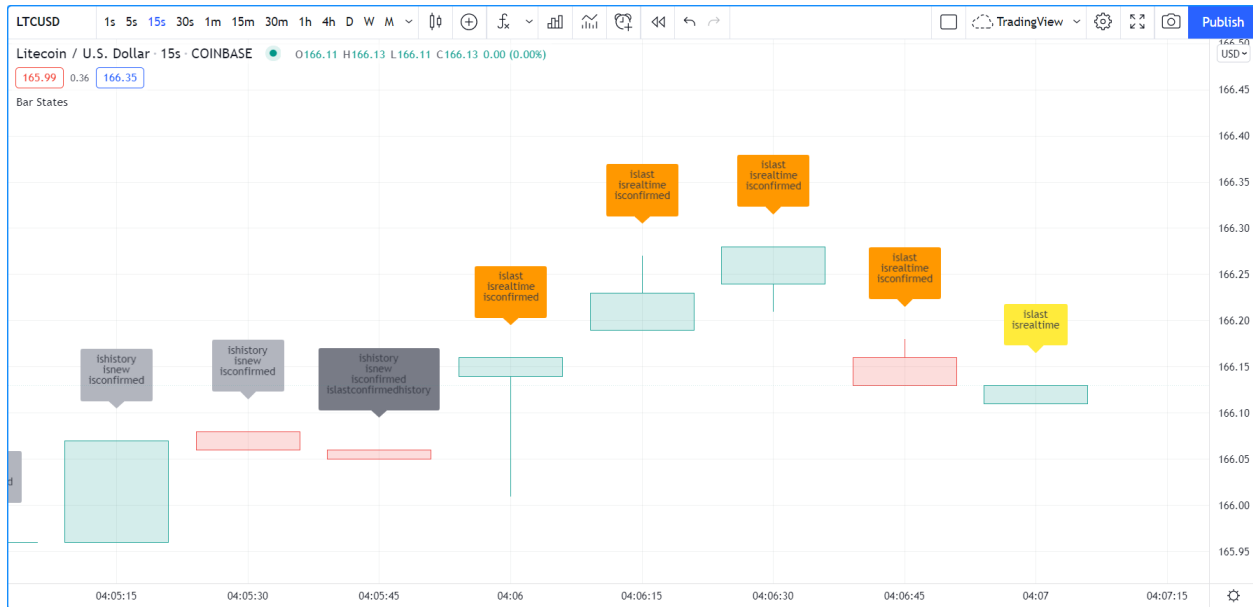 LTCUSD 1s 5s 15s 30s 1m 15m 30m 1h 4h D W M fx TradingView Publish
Litecoin / U.S. Dollar · 15s · COINBASE O166.11 H166.13 L166.11 C166.13 0.00 (0.00%)
165.99 0.36 166.35
Bar States
166.50
USD
166.45
166.40
166.35
166.30
166.25
166.20
166.15
166.10
166.05
166.00
165.95
d
ishistory
isnew
isconfirmed
ishistory
isnew
isconfirmed
ishistory
isnew
isconfirmed
islastconfirmedhistory
islast
isrealtime
isconfirmed
islast
isrealtime
isconfirmed
islast
isrealtime
isconfirmed
islast
isrealtime
isconfirmed
islast
isrealtime
04:05:15 04:05:30 04:05:45 04:06 04:06:15 04:06:30 04:06:45 04:07 04:07:15